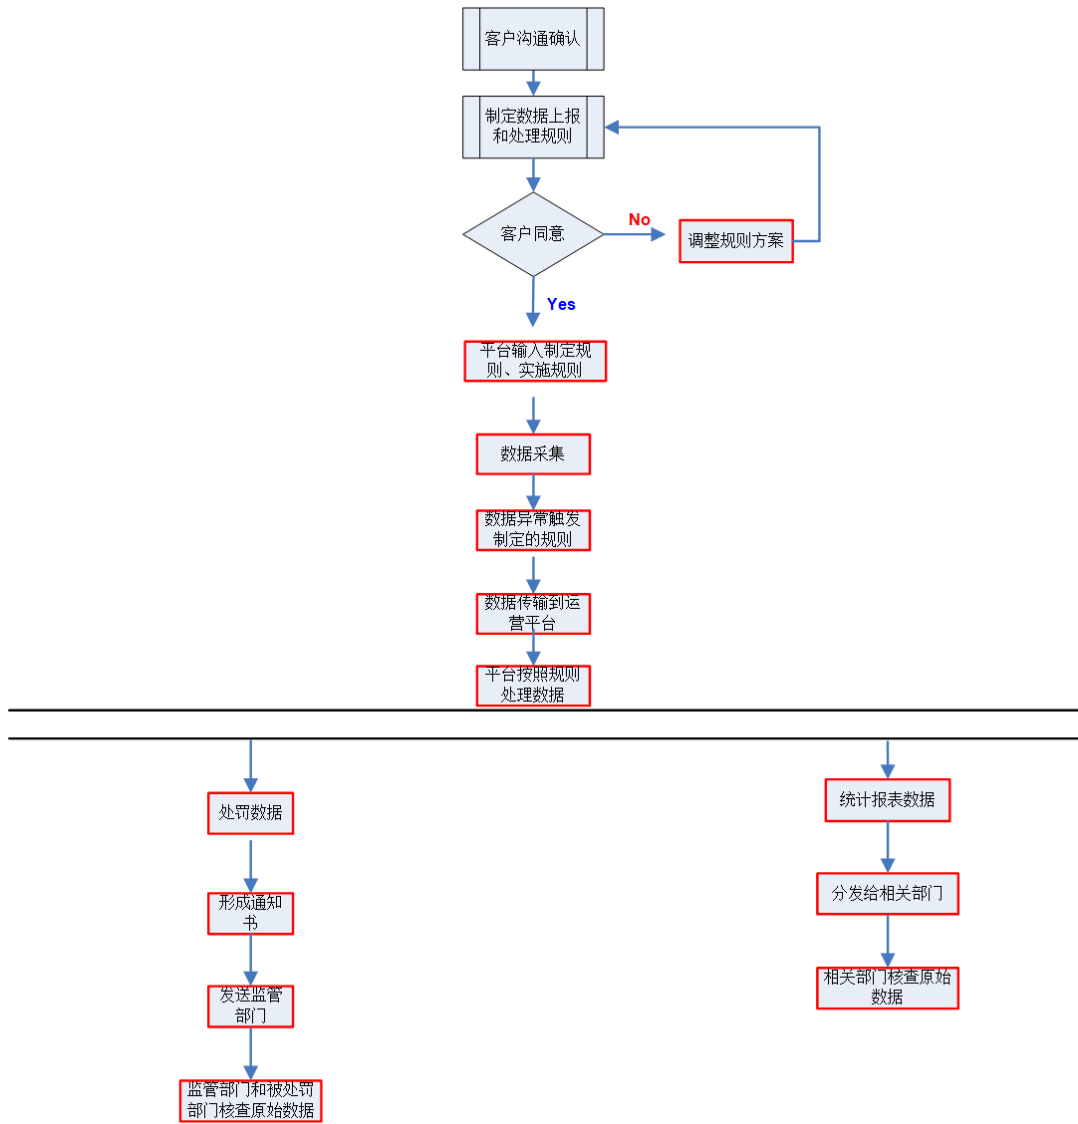 客户沟通确认
制定数据上报
和处理规则
客户同意
No
调整规则方案
Yes
平台输入制定规
则、实施规则
数据采集
数据异常触发
制定的规则
数据传输到运
营平台
平台按照规则
处理数据
处罚数据
形成通知
书
发送监管
部门
监管部门和被处罚
部门核查原始数据
统计报表数据
分发给相关部门
相关部门核查原始
数据